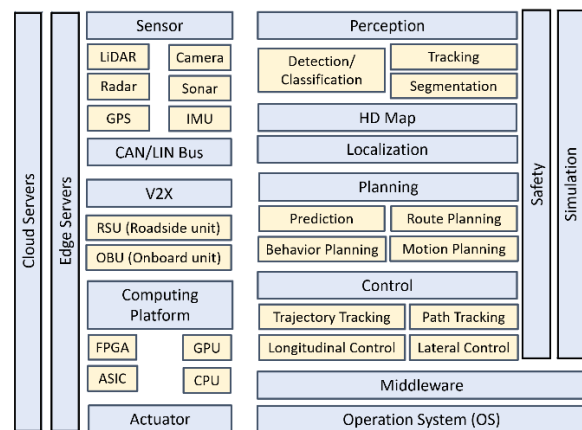 Cloud Servers
Edge Servers
Sensor
LiDAR
Camera
Radar
Sonar
GPS
IMU
CAN/LIN Bus
V2X
RSU (Roadside unit)
OBU (Onboard unit)
Computing
Platform
FPGA
GPU
ASIC
CPU
Actuator
Perception
Detection/
Classification
Tracking
Segmentation
HD Map
Localization
Planning
Prediction
Route Planning
Behavior Planning
Motion Planning
Control
Trajectory Tracking
Path Tracking
Longitudinal Control
Lateral Control
Middleware
Operation System (OS)
Safety
Simulation